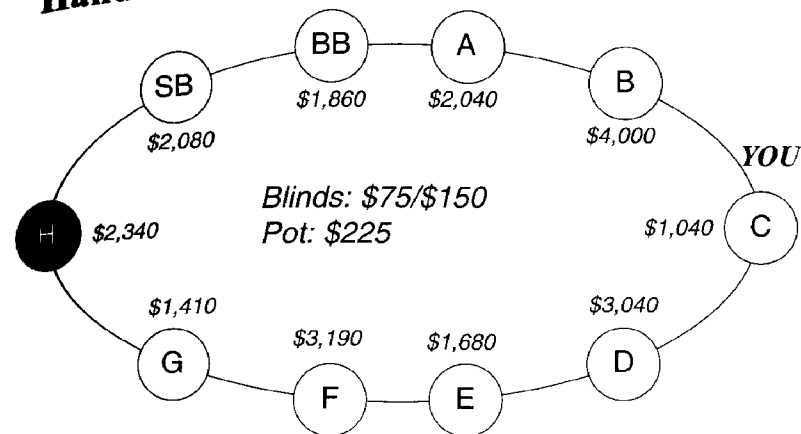 Hand
BB
A
SB
B
$1,860
$2,040
$2,080
$4,000
YOU
Blinds: $75/$150
H
$2,340
$1,040
C
Pot: $225
$1,410
$3,190
$1,680
$3,040
G
D
F
E